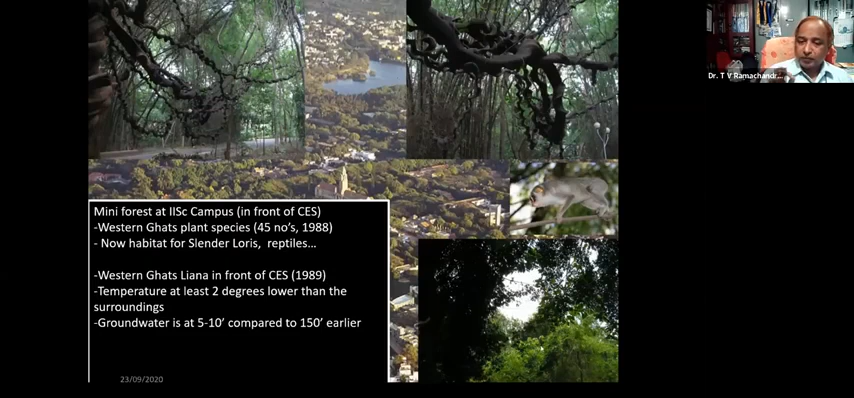 Dr. T V Ramachandr...
Mini forest at IISc Campus (in front of CES)
-Western Ghats plant species (45 no's, 1988)
- Now habitat for Slender Loris,  reptiles...
-Western Ghats Liana in front of CES (1989)
-Temperature at least 2 degrees lower than the
surroundings
-Groundwater is at 5-10' compared to 150' earlier
23/09/2020